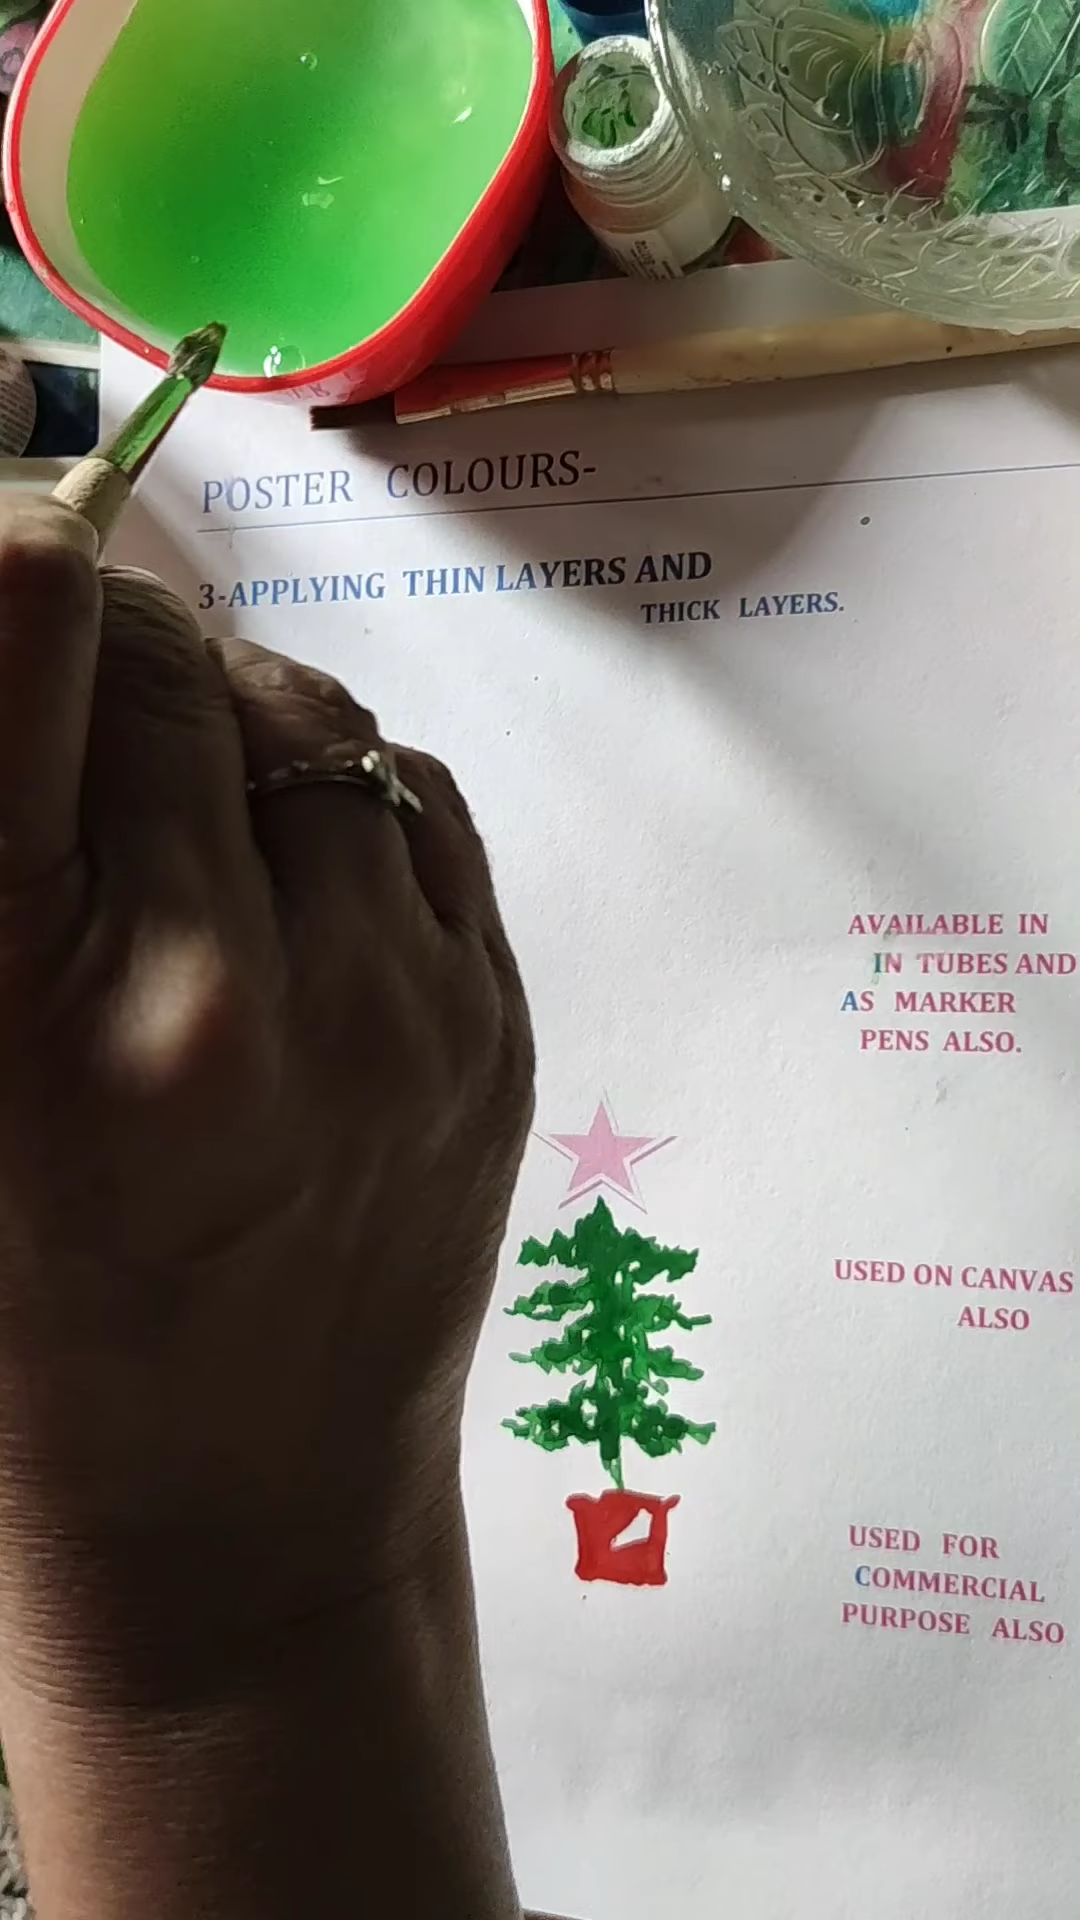 POSTER COLOURS-
3-APPLYING THIN LAYERS AND
THICK LAYERS.
AVAILABLE IN
IN TUBES AND
AS MARKER
PENS ALSO.
USED ON CANVAS
ALSO
USED FOR
COMMERCIAL
PURPOSE ALSO